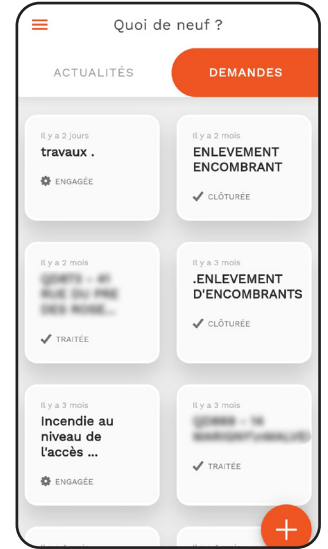 Quoi de neuf ?
ACTUALITÉS
DEMANDES
Il y a 2 jours
travaux .
ENGAGÉE
Il y a 2 mois
ENLEVEMENT
ENCOMBRANT
CLÔTURÉE
Il y a 2 mois
TRAITÉE
Il y a 3 mois
.ENLEVEMENT
D'ENCOMBRANTS
CLÔTURÉE
Il y a 3 mois
Incendie au
niveau de
l'accès ...
ENGAGÉE
Il y a 3 mois
TRAITÉE